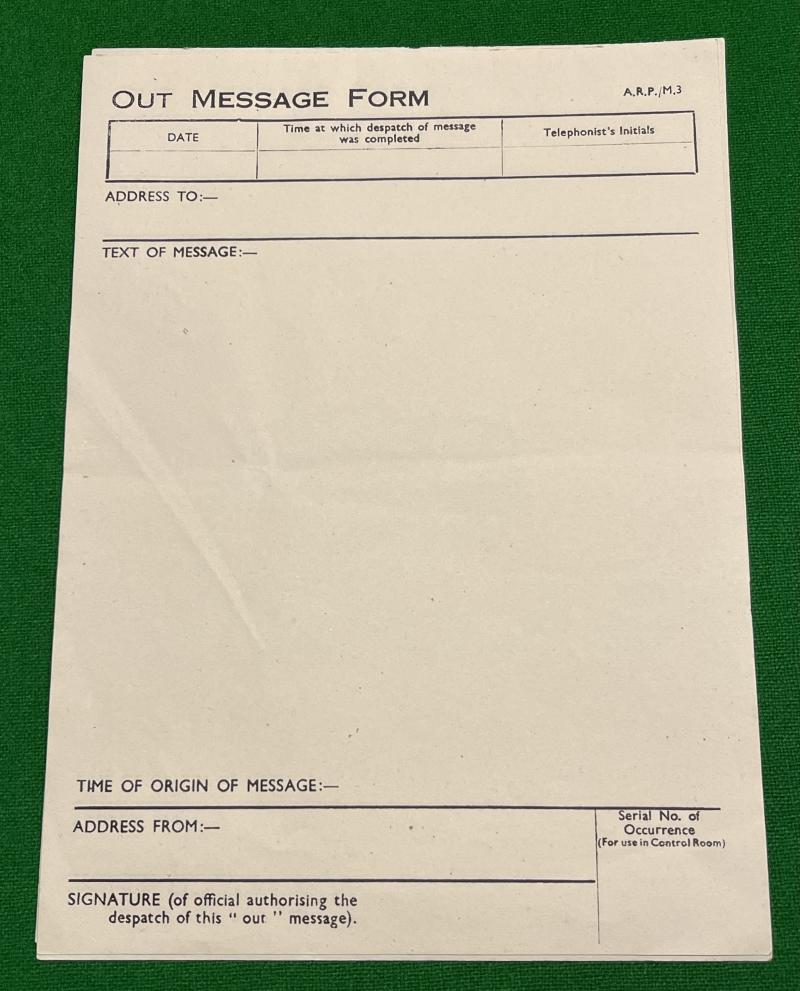 OUT MESSAGE FORM
A.R.P./M.3
DATE
Time at which despatch of message
was completed
Telephonist's Initials
ADDRESS TO:—
TEXT OF MESSAGE:—
TIME OF ORIGIN OF MESSAGE:—
ADDRESS FROM:—
Serial No. of
Occurrence
(For use in Control Room)
SIGNATURE (of official authorising the
despatch of this “ out ” message).